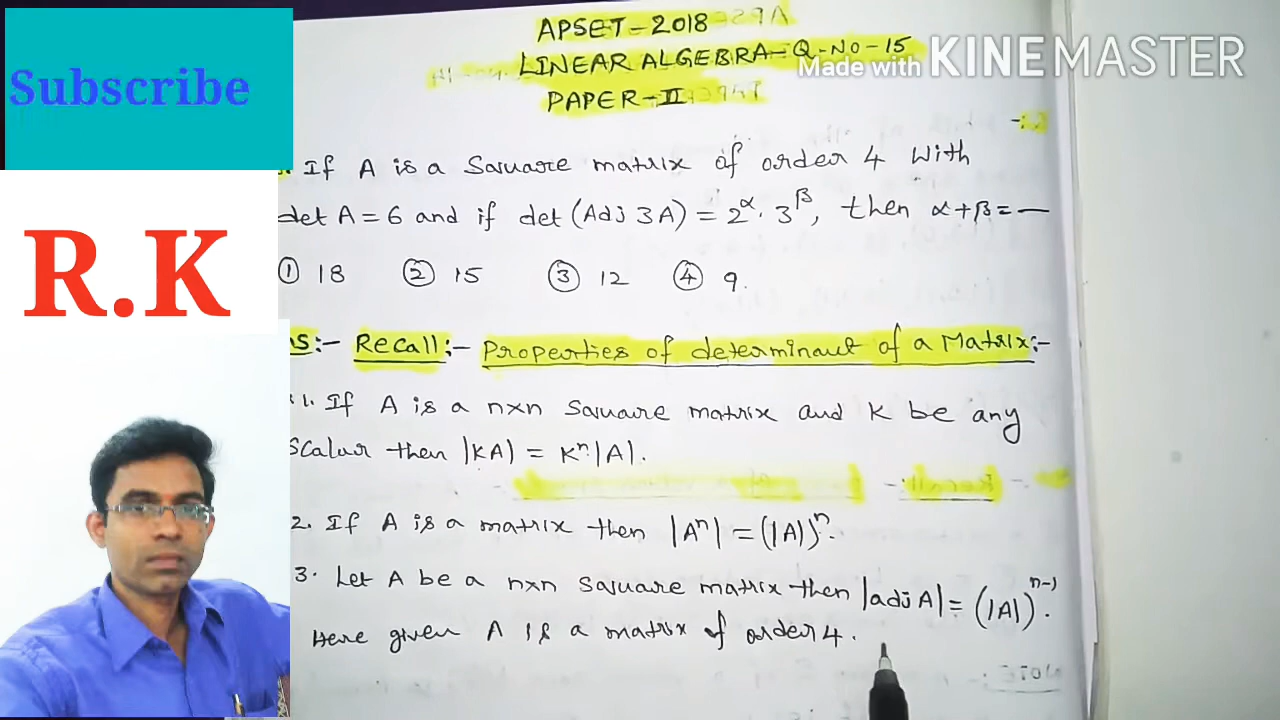 APSET-2018
LINEAR ALGEBRA-Q-NO-15
PAPER-II
Made with KINEMASTER
Subscribe
R.K
If A is a Square matrix of order 4 With
det A = 6 and if det (Adj 3A) = 2^α · 3^β, then α+β = —
① 18 ② 15 ③ 12 ④ 9.
s:- Recall:- Properties of determinant of a Matrix:-
1. If A is a n×n Square matrix and K be any
Scalar then |KA| = Kⁿ|A|.
2. If A is a matrix then |Aⁿ| = (|A|)ⁿ.
3. Let A be a n×n Square matrix then |adj A| = (|A|)ⁿ⁻¹.
Here given A is a matrix of order 4.